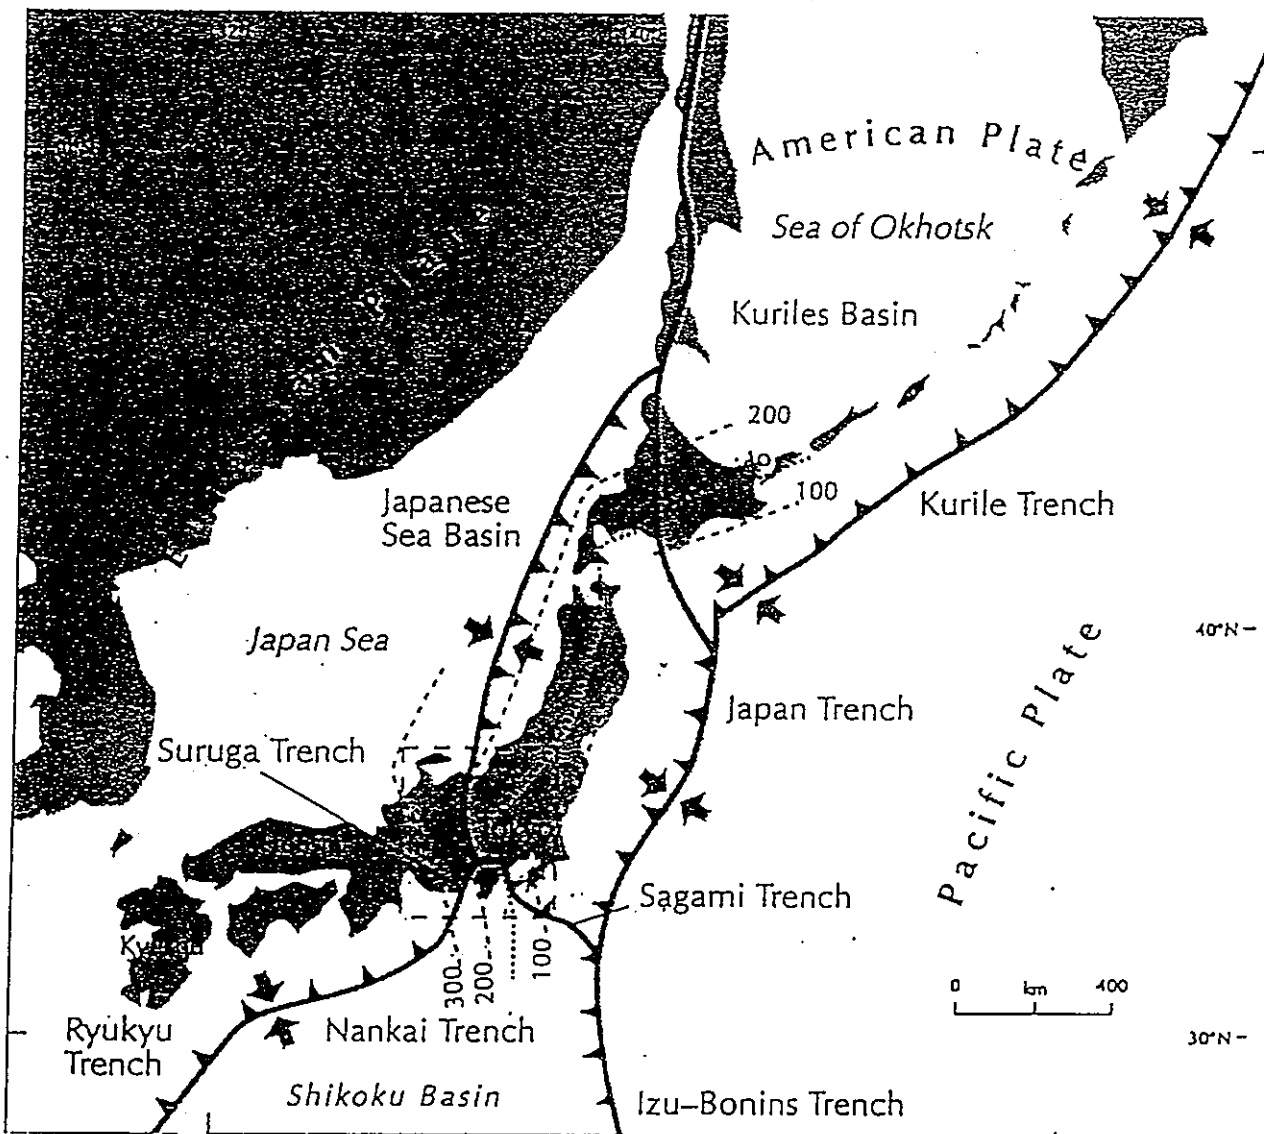 American Plate
Sea of Okhotsk
Kuriles Basin
200
100
Kurile Trench
Japanese
Sea Basin
Japan Sea
40°N
Japan Trench
Pacific Plate
Suruga Trench
Sagami Trench
0 km 400
300
200
100
Ryukyu
Trench
Nankai Trench
30°N
Shikoku Basin
Izu–Bonins Trench